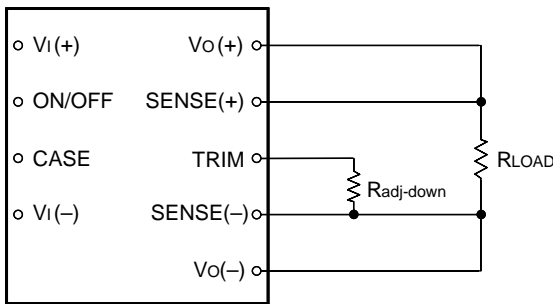 VI(+)
VO(+)
ON/OFF
SENSE(+)
CASE
TRIM
RLOAD
Radj-down
VI(–)
SENSE(–)
VO(–)